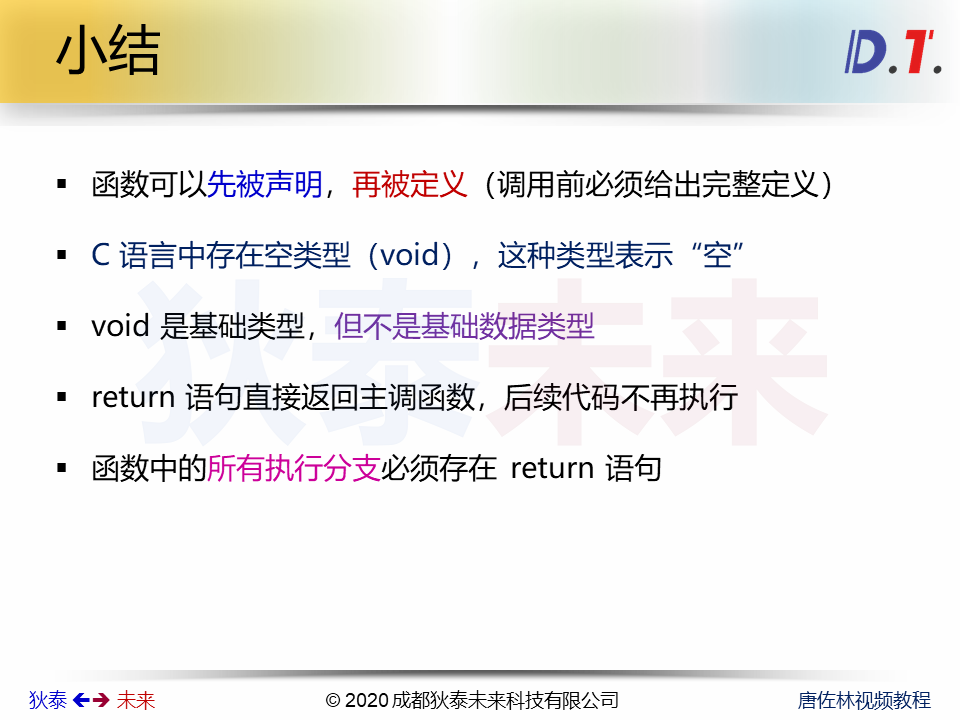 小结
D.T.
函数可以先被声明，再被定义（调用前必须给出完整定义）
C 语言中存在空类型（void），这种类型表示“空”
void 是基础类型，但不是基础数据类型
return 语句直接返回主调函数，后续代码不再执行
函数中的所有执行分支必须存在 return 语句
狄泰未来
狄泰 未来
© 2020 成都狄泰未来科技有限公司
唐佐林视频教程